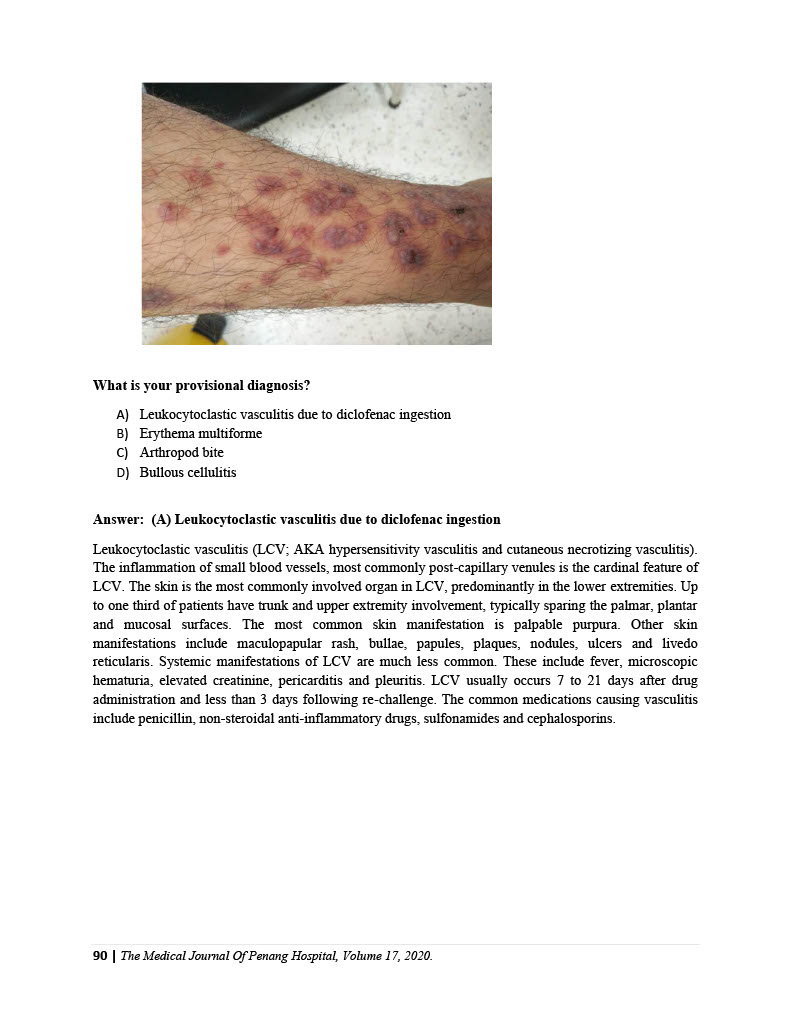 What is your provisional diagnosis?
A) Leukocytoclastic vasculitis due to diclofenac ingestion
B) Erythema multiforme
C) Arthropod bite
D) Bullous cellulitis
Answer: (A) Leukocytoclastic vasculitis due to diclofenac ingestion
Leukocytoclastic vasculitis (LCV; AKA hypersensitivity vasculitis and cutaneous necrotizing vasculitis).
The inflammation of small blood vessels, most commonly post-capillary venules is the cardinal feature of
LCV. The skin is the most commonly involved organ in LCV, predominantly in the lower extremities. Up
to one third of patients have trunk and upper extremity involvement, typically sparing the palmar, plantar
and mucosal surfaces. The most common skin manifestation is palpable purpura. Other skin
manifestations include maculopapular rash, bullae, papules, plaques, nodules, ulcers and livedo
reticularis. Systemic manifestations of LCV are much less common. These include fever, microscopic
hematuria, elevated creatinine, pericarditis and pleuritis. LCV usually occurs 7 to 21 days after drug
administration and less than 3 days following re-challenge. The common medications causing vasculitis
include penicillin, non-steroidal anti-inflammatory drugs, sulfonamides and cephalosporins.
90 | The Medical Journal Of Penang Hospital, Volume 17, 2020.